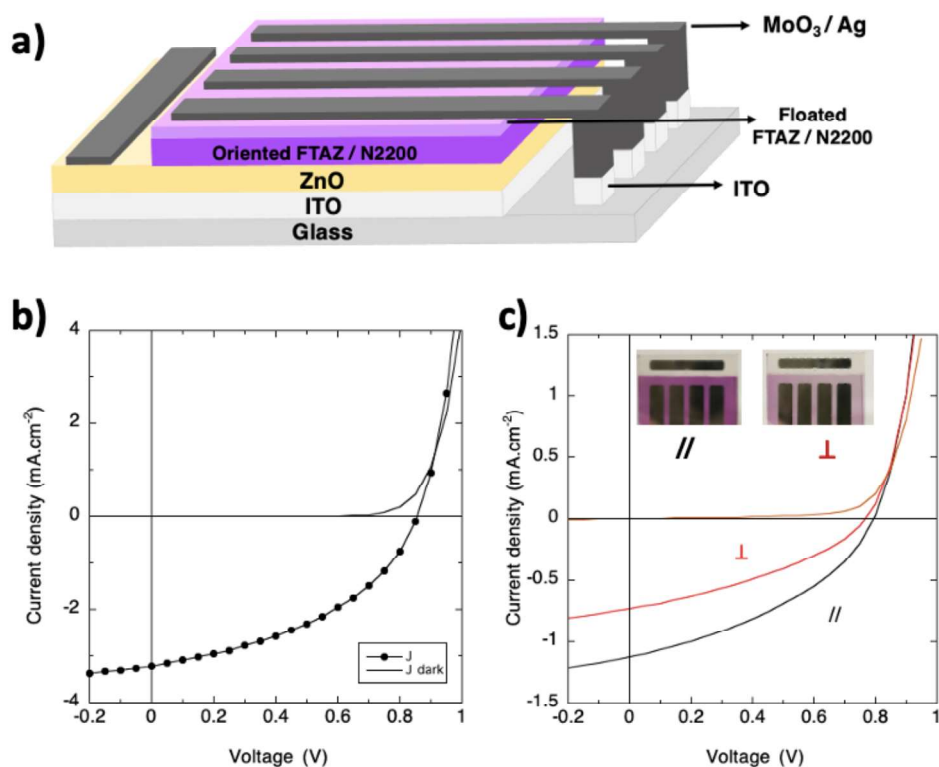 a)
MoO3 / Ag
Floated
FTAZ / N2200
Oriented FTAZ / N2200
ZnO
ITO
ITO
Glass
b)
Current density (mA.cm-2)
4
2
0
-2
-4
-0.2 0 0.2 0.4 0.6 0.8 1
Voltage (V)
J
J dark
c)
Current density (mA.cm-2)
1.5
1
0.5
0
-0.5
-1
-1.5
-0.2 0 0.2 0.4 0.6 0.8 1
Voltage (V)
// ⊥
⊥
//